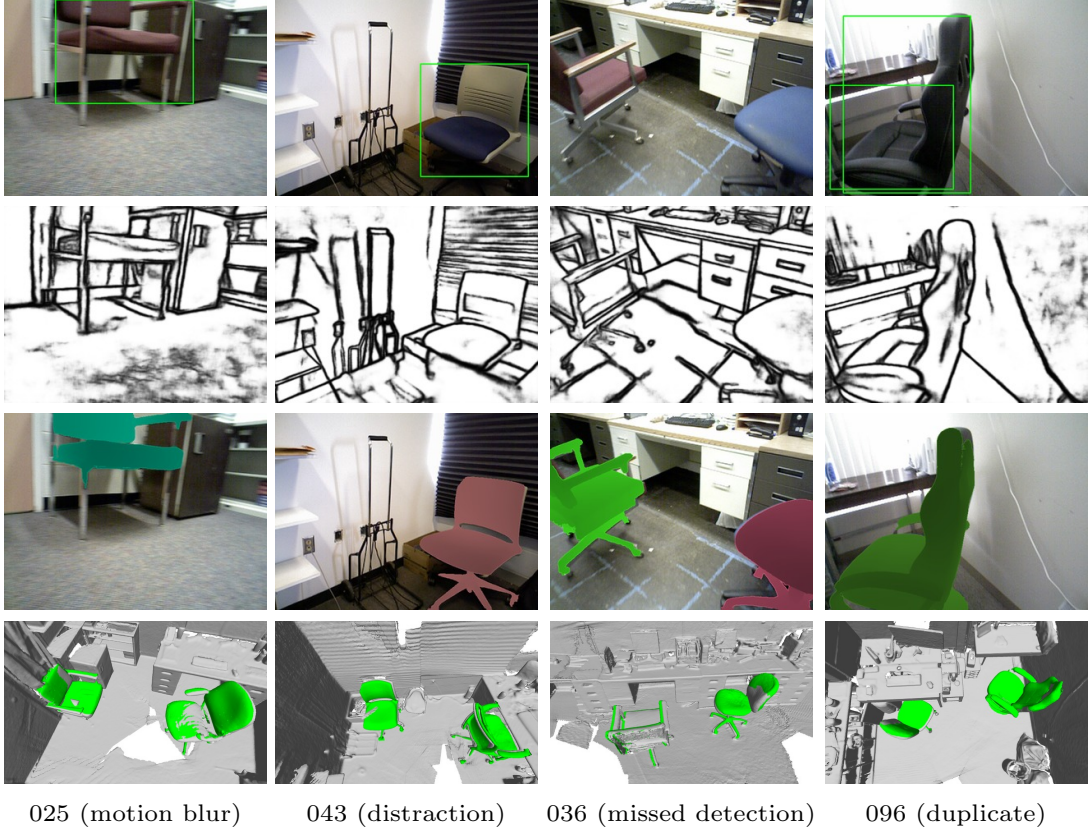 025 (motion blur)
043 (distraction)
036 (missed detection)
096 (duplicate)